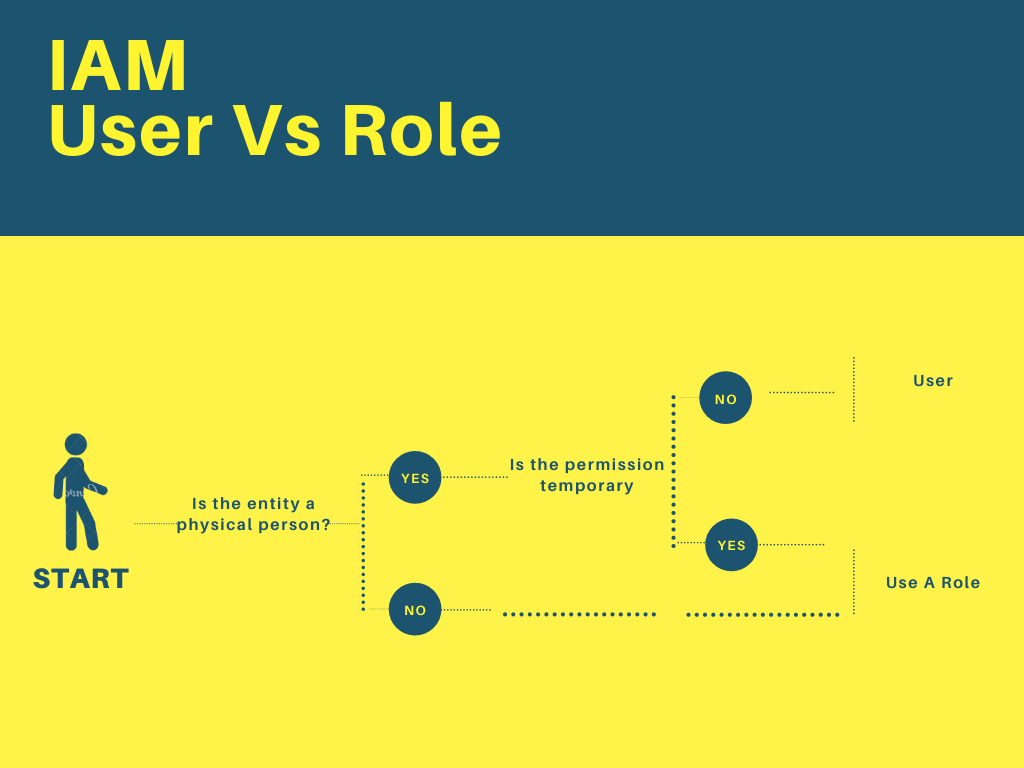 IAM
User Vs Role
START
Is the entity a
physical person?
YES
NO
Is the permission
temporary
NO
YES
User
Use A Role